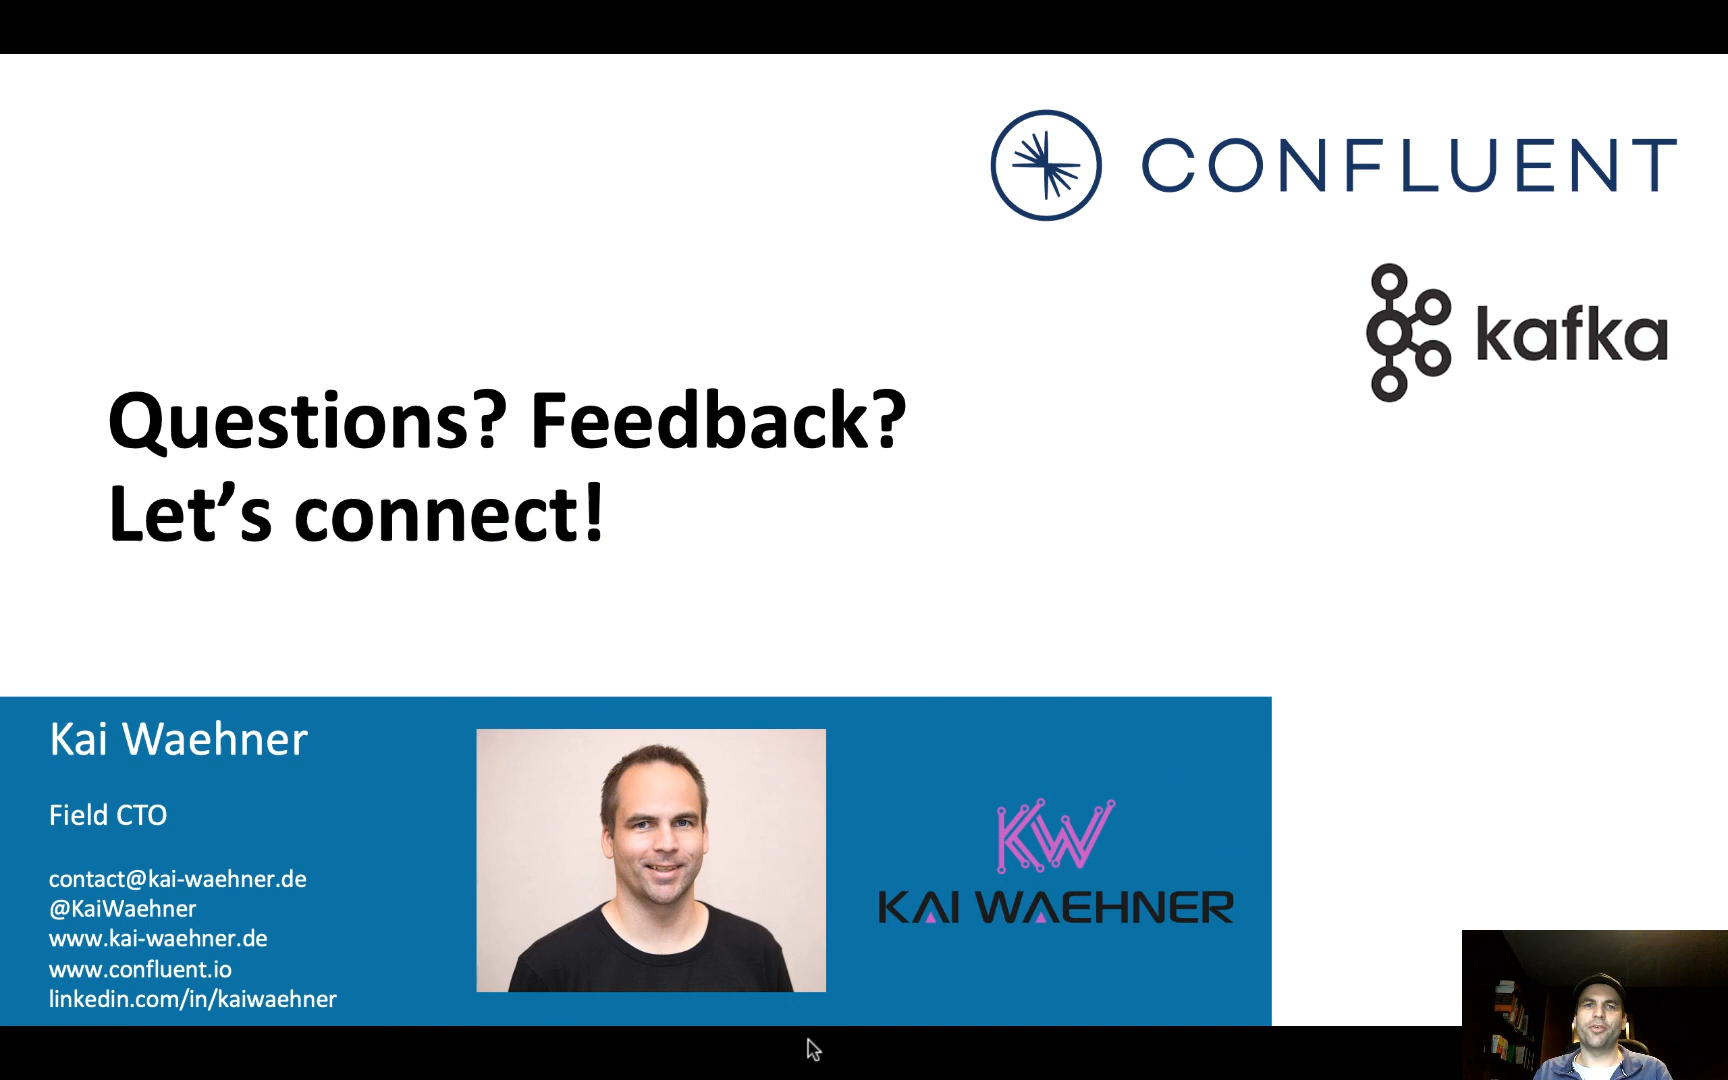 CONFLUENT
kafka
Questions? Feedback?
Let’s connect!
Kai Waehner
Field CTO
contact@kai-waehner.de
@KaiWaehner
www.kai-waehner.de
www.confluent.io
linkedin.com/in/kaiwaehner
KW
KAI WAEHNER